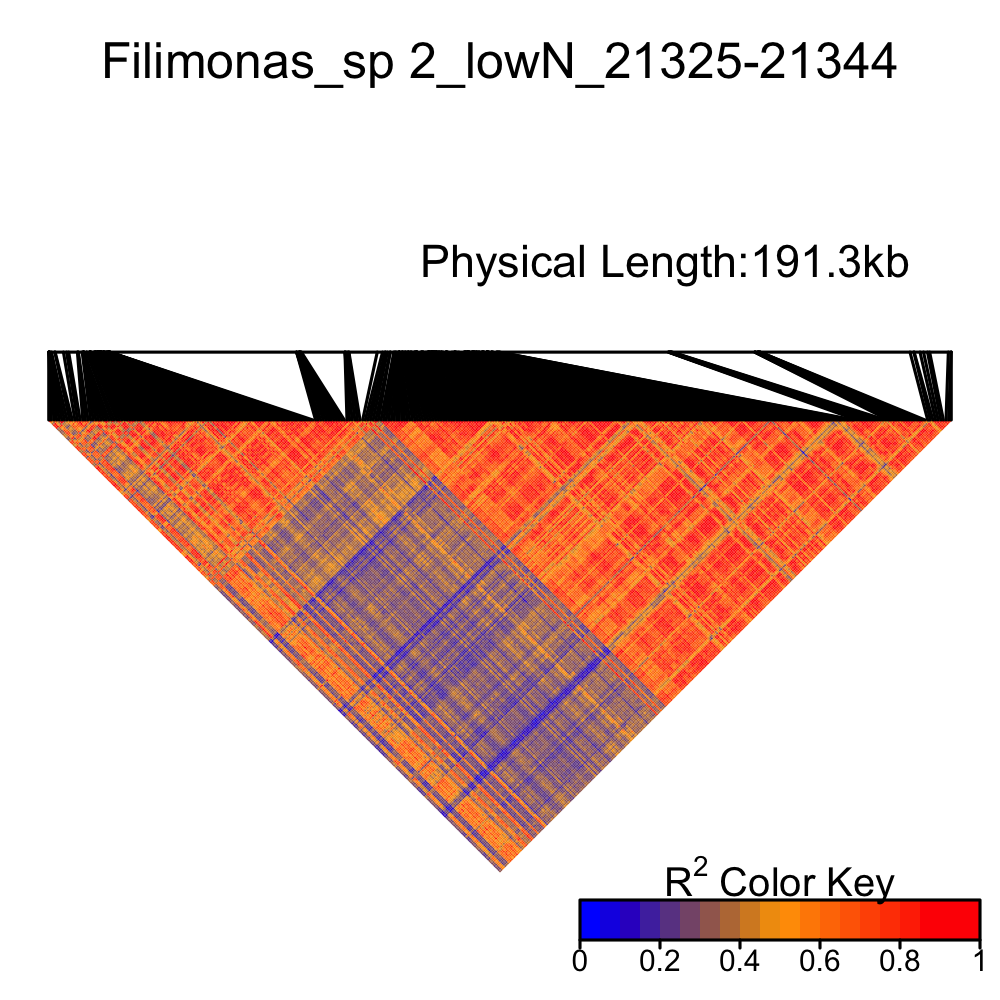 Filimonas_sp 2_lowN_21325-21344
Physical Length:191.3kb
R² Color Key
0 0.2 0.4 0.6 0.8 1